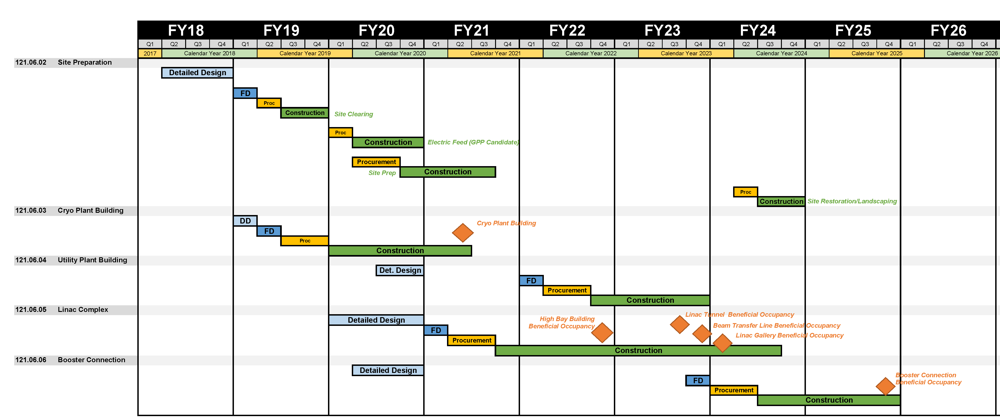 FY18 FY19 FY20 FY21 FY22 FY23 FY24 FY25 FY26
Q1 Q2 Q3 Q4 Q1 Q2 Q3 Q4 Q1 Q2 Q3 Q4 Q1 Q2 Q3 Q4 Q1 Q2 Q3 Q4 Q1 Q2 Q3 Q4 Q1 Q2 Q3 Q4 Q1 Q2 Q3 Q4 Q1 Q2 Q3 Q4
2017 Calendar Year 2018 Calendar Year 2019 Calendar Year 2020 Calendar Year 2021 Calendar Year 2022 Calendar Year 2023 Calendar Year 2024 Calendar Year 2025 Calendar Year 2026
121.06.02 Site Preparation
Detailed Design
FD
Proc
Construction Site Clearing
Proc
Construction Electric Feed (GPP Candidate)
Procurement
Site Prep Construction
Proc
Construction Site Restoration/Landscaping
121.06.03 Cryo Plant Building
DD Cryo Plant Building
FD
Proc
Construction
121.06.04 Utility Plant Building
Det. Design
FD
Procurement
Construction
121.06.05 Linac Complex
Linac Tunnel Beneficial Occupancy
Detailed Design High Bay Building
Beneficial Occupancy Beam Transfer Line Beneficial Occupancy
FD
Linac Gallery Beneficial Occupancy
Procurement
Construction
121.06.06 Booster Connection
Detailed Design
Booster Connection
FD Beneficial Occupancy
Procurement
Construction